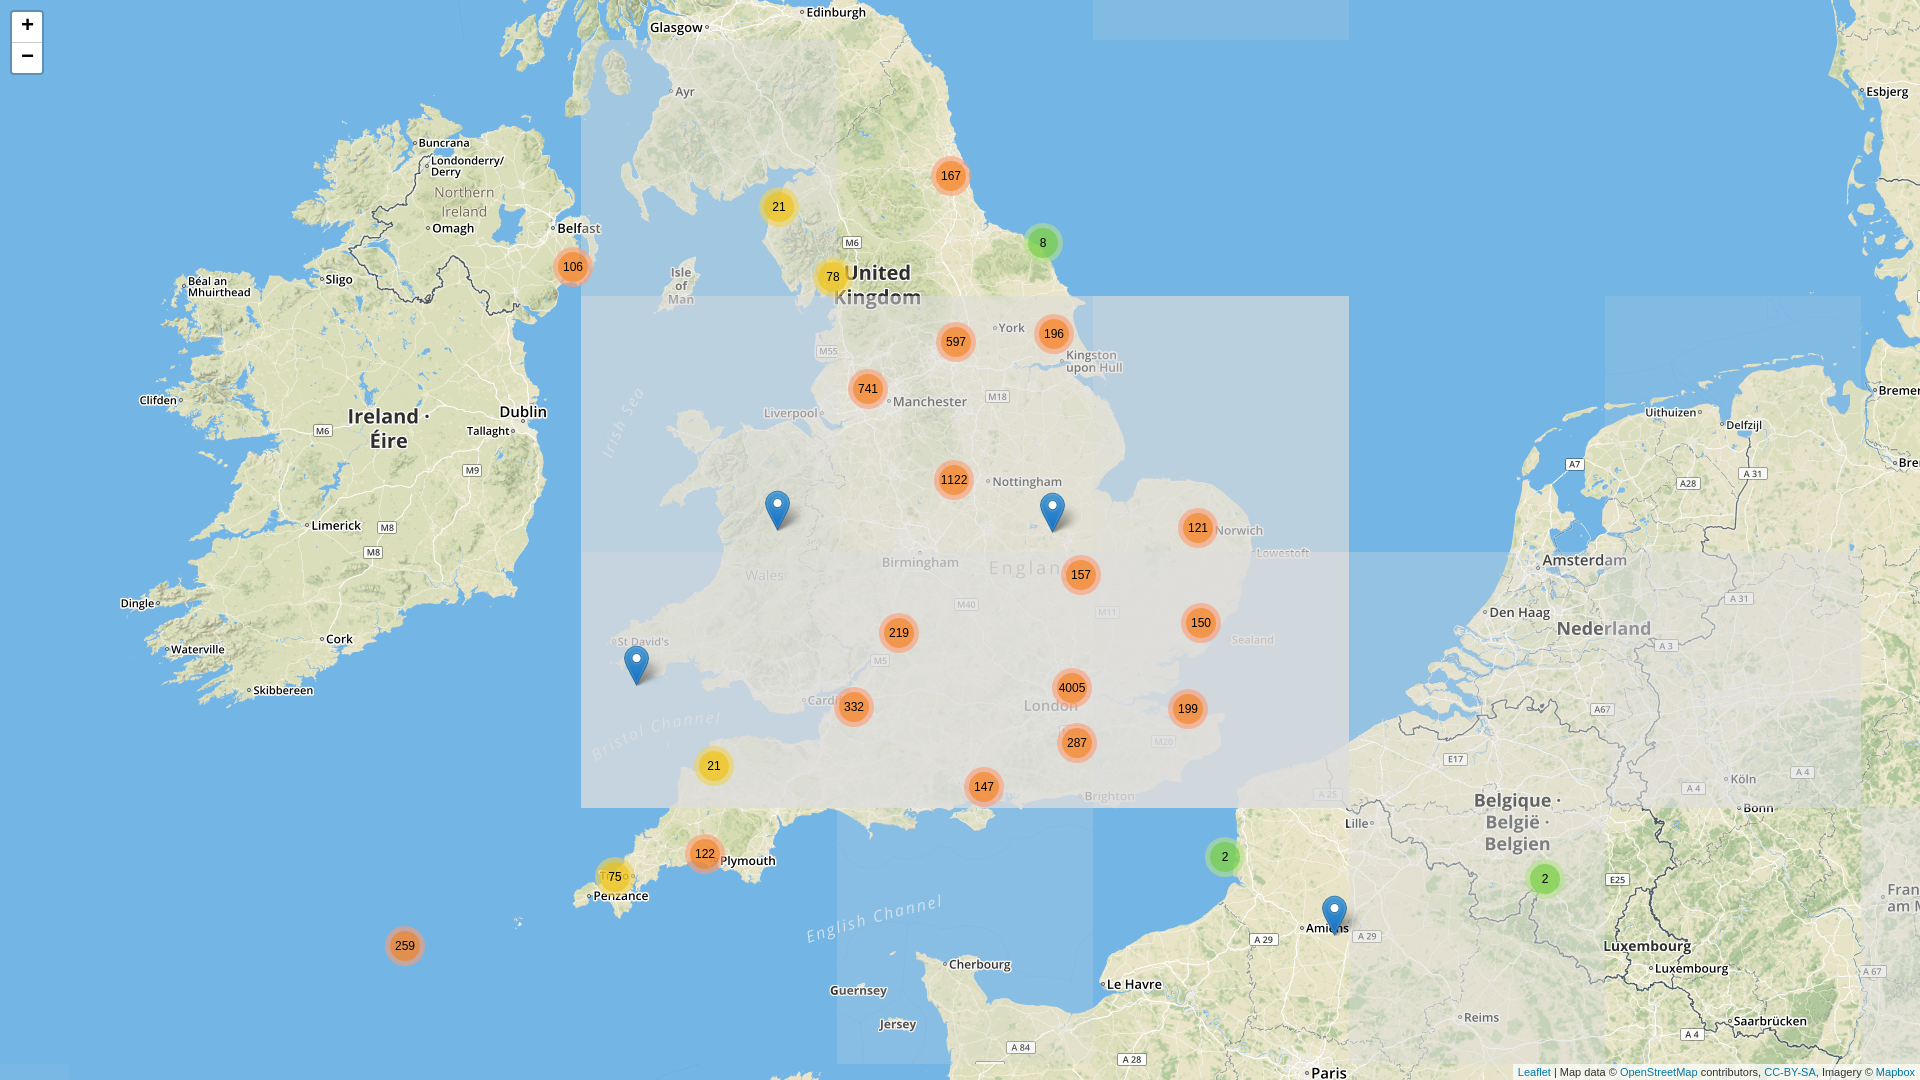 +
−
Edinburgh
Glasgow
Ayr
Esbjerg
Buncrana
Londonderry/
Derry
Northern
Ireland
Omagh
Belfast
106
167
21
8
M6
78
United
Kingdom
Isle
of
Man
Béal an
Mhuirthead
Sligo
597
York
196
M55
Kingston
upon Hull
741
Manchester
M18
Liverpool
Irish Sea
Clifden
Ireland ·
Éire
M6
Dublin
Tallaght
M9
Bremer
Uithuizen
Delfzijl
A7
A 31
A28
Bre
1122
Nottingham
Limerick
M8
M8
121
Norwich
Lowestoft
Birmingham
Englan
157
Wales
M40
M11
Amsterdam
A 31
Dingle
Den Haag
Nederland
219
150
Sealand
Cork
Waterville
St David's
M5
A 3
Skibbereen
4005
London
199
Cardi
332
A67
Bristol Channel
287
M20
E17
21
147
Brighton
A 25
Köln
A 4
A 4
Bonn
Belgique ·
België ·
Belgien
Lille
122
Plymouth
75
Penzance
2
2
E25
Fran
am M
259
English Channel
Amiens
A 29
A 29
Luxembourg
Luxembourg
A 67
Cherbourg
Le Havre
Guernsey
Jersey
Reims
Saarbrücken
A 4
A 84
A 28
Paris
Leaflet | Map data © OpenStreetMap contributors, CC-BY-SA, Imagery © Mapbox